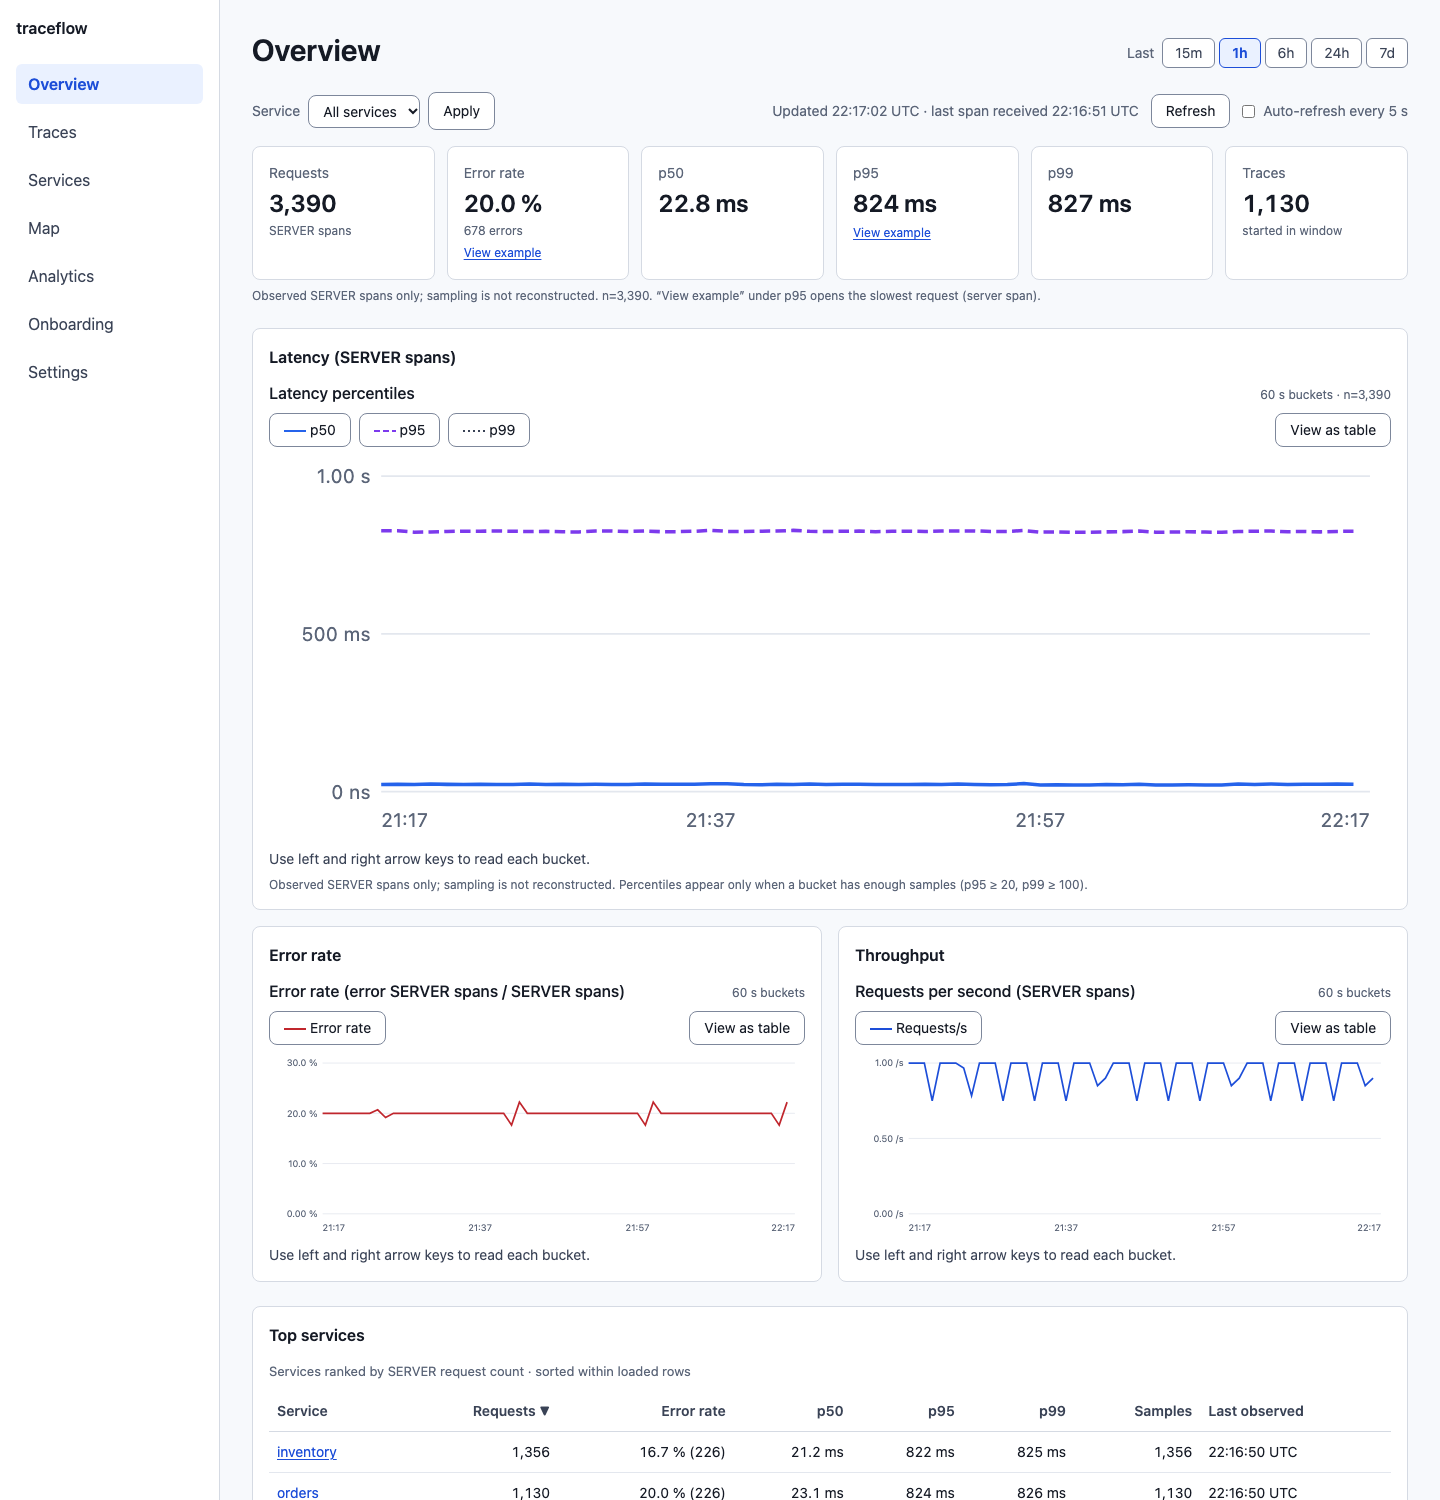 traceflow
Overview
Traces
Services
Map
Analytics
Onboarding
Settings
Overview
Last 15m 1h 6h 24h 7d
Service All services Apply
Updated 22:17:02 UTC · last span received 22:16:51 UTC Refresh Auto-refresh every 5 s
Requests
3,390
SERVER spans
Error rate
20.0 %
678 errors
View example
p50
22.8 ms
p95
824 ms
View example
p99
827 ms
Traces
1,130
started in window
Observed SERVER spans only; sampling is not reconstructed. n=3,390. “View example” under p95 opens the slowest request (server span).
Latency (SERVER spans)
Latency percentiles
60 s buckets · n=3,390
p50 p95 p99
View as table
1.00 s
500 ms
0 ns
21:17 21:37 21:57 22:17
Use left and right arrow keys to read each bucket.
Observed SERVER spans only; sampling is not reconstructed. Percentiles appear only when a bucket has enough samples (p95 ≥ 20, p99 ≥ 100).
Error rate
Error rate (error SERVER spans / SERVER spans)
60 s buckets
Error rate
View as table
30.0 %
20.0 %
10.0 %
0.00 %
21:17 21:37 21:57 22:17
Use left and right arrow keys to read each bucket.
Throughput
Requests per second (SERVER spans)
60 s buckets
Requests/s
View as table
1.00 /s
0.50 /s
0.00 /s
21:17 21:37 21:57 22:17
Use left and right arrow keys to read each bucket.
Top services
Services ranked by SERVER request count · sorted within loaded rows
Service Requests ▼ Error rate p50 p95 p99 Samples Last observed
inventory 1,356 16.7 % (226) 21.2 ms 822 ms 825 ms 1,356 22:16:50 UTC
orders 1,130 20.0 % (226) 23.1 ms 824 ms 826 ms 1,130 22:16:50 UTC